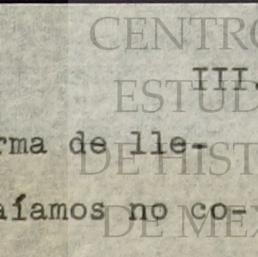 CENTRO
III.
ESTUD
rma de lle-
DE HIST
aíamos no co-
DE MEX